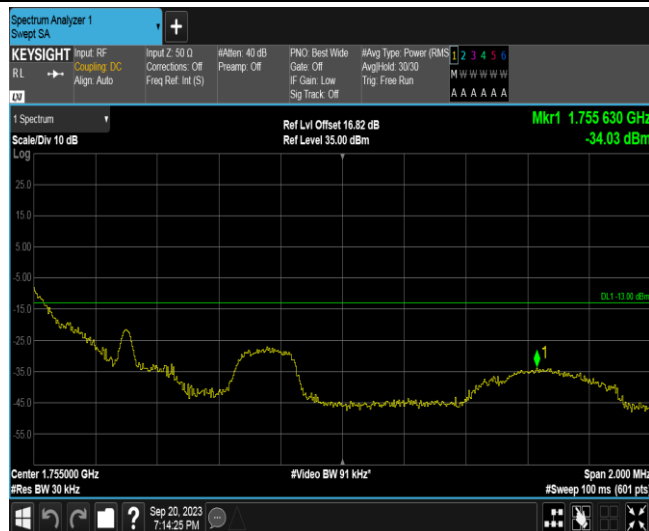 Spectrum Analyzer 1
Swept SA
+
KEYSIGHT
RL
LXI
Input: RF
Coupling: DC
Align: Auto
Input Z: 50 Ω
Corrections: Off
Freq Ref: Int (S)
#Atten: 40 dB
Preamp: Off
PNO: Best Wide
Gate: Off
IF Gain: Low
Sig Track: Off
#Avg Type: Power (RMS
Avg|Hold: 30/30
Trig: Free Run
1 2 3 4 5 6
M W W W W W
A A A A A A
1 Spectrum
Scale/Div 10 dB
Log
Ref Lvl Offset 16.82 dB
Ref Level 35.00 dBm
Mkr1 1.755 630 GHz
-34.03 dBm
25.0
15.0
5.00
-5.00
DL1 -13.00 dBm
-15.0
-25.0
1
-35.0
-45.0
-55.0
Center 1.755000 GHz
#Res BW 30 kHz
#Video BW 91 kHz*
Span 2.000 MHz
#Sweep 100 ms (601 pts)
?
Sep 20, 2023
7:14:25 PM